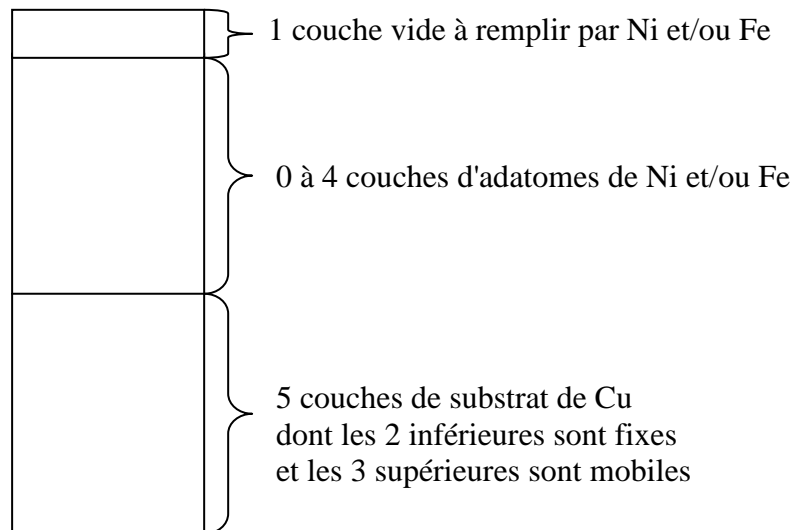 1 couche vide à remplir par Ni et/ou Fe
0 à 4 couches d'adatomes de Ni et/ou Fe
5 couches de substrat de Cu
dont les 2 inférieures sont fixes
et les 3 supérieures sont mobiles